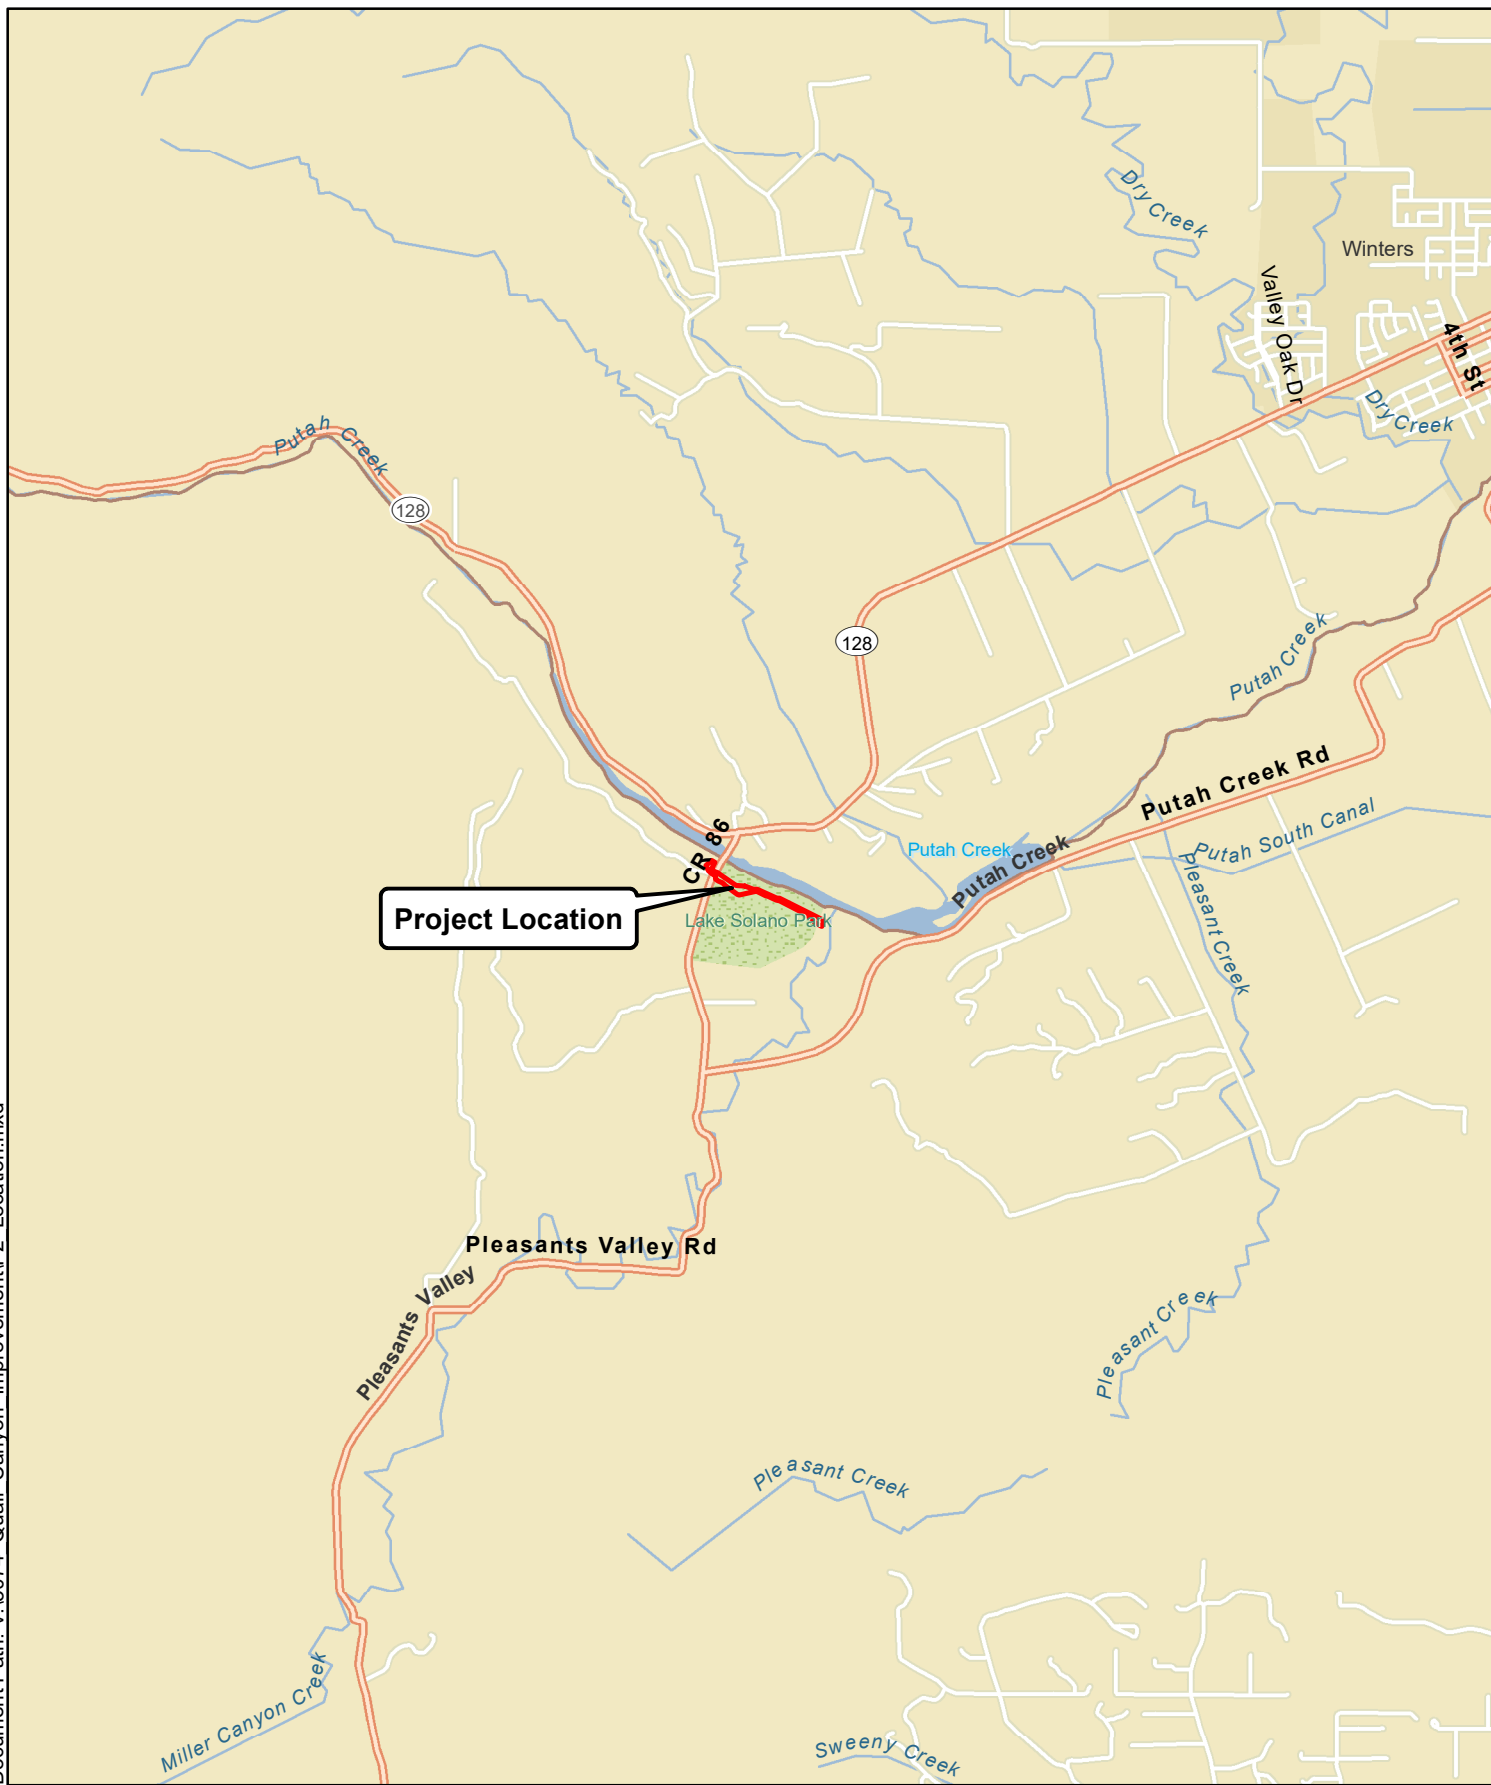 Dry Creek
Winters
Valley Oak Dr
4th St
Dry Creek
Putah Creek
128
Putah Creek
128
Putah Creek Rd
CR 86
Putah Creek
Putah Creek
Putah South Canal
Pleasant Creek
Project Location
Lake Solano Park
Pleasants Valley Rd
Pleasants Valley
Pleasant Creek
Pleasant Creek
Miller Canyon Creek
Sweeny Creek